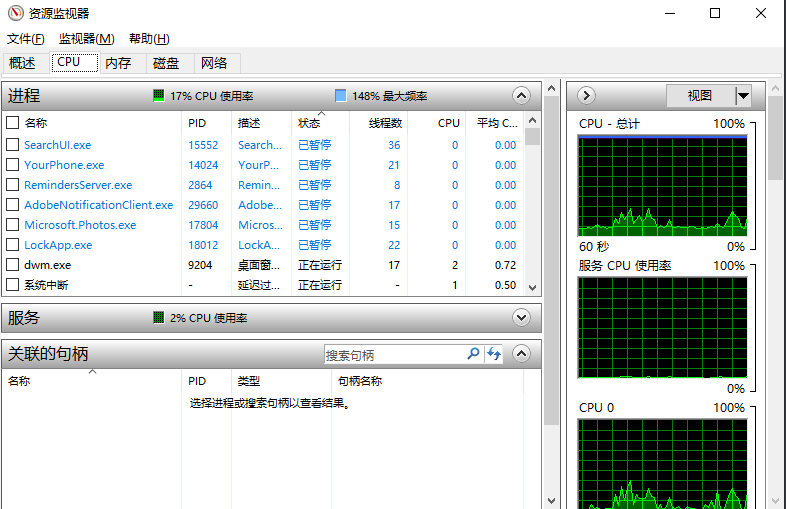 资源监视器
文件(F) 监视器(M) 帮助(H)
概述 CPU 内存 磁盘 网络
进程 17% CPU 使用率 148% 最大频率
名称 PID 描述 状态 线程数 CPU 平均 C...
SearchUI.exe 15552 Search... 已暂停 36 0 0.00
YourPhone.exe 14024 YourP... 已暂停 21 0 0.00
RemindersServer.exe 2864 Remin... 已暂停 8 0 0.00
AdobeNotificationClient.exe 29660 Adobe... 已暂停 17 0 0.00
Microsoft.Photos.exe 17804 Micros... 已暂停 15 0 0.00
LockApp.exe 18012 LockA... 已暂停 22 0 0.00
dwm.exe 9204 桌面窗... 正在运行 17 2 0.72
系统中断 - 延迟过... 正在运行 - 1 0.50
服务 2% CPU 使用率
关联的句柄 搜索句柄
名称 PID 类型 句柄名称
选择进程或搜索句柄以查看结果。
视图
CPU - 总计 100%
60 秒 0%
服务 CPU 使用率 100%
0%
CPU 0 100%